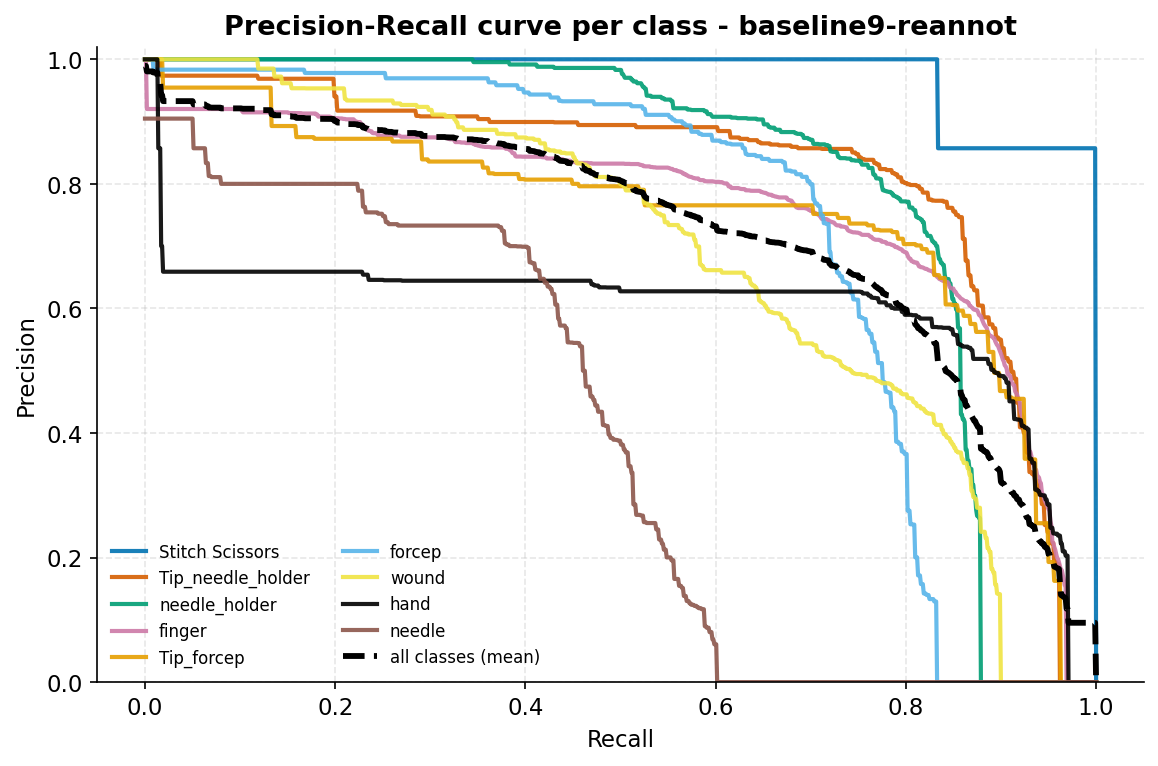 Precision-Recall curve per class - baseline9-reannot
1.0
0.8
0.6
0.4
0.2
0.0
Precision
Stitch Scissors
Tip_needle_holder
needle_holder
finger
Tip_forcep
forcep
wound
hand
needle
all classes (mean)
0.0 0.2 0.4 0.6 0.8 1.0
Recall